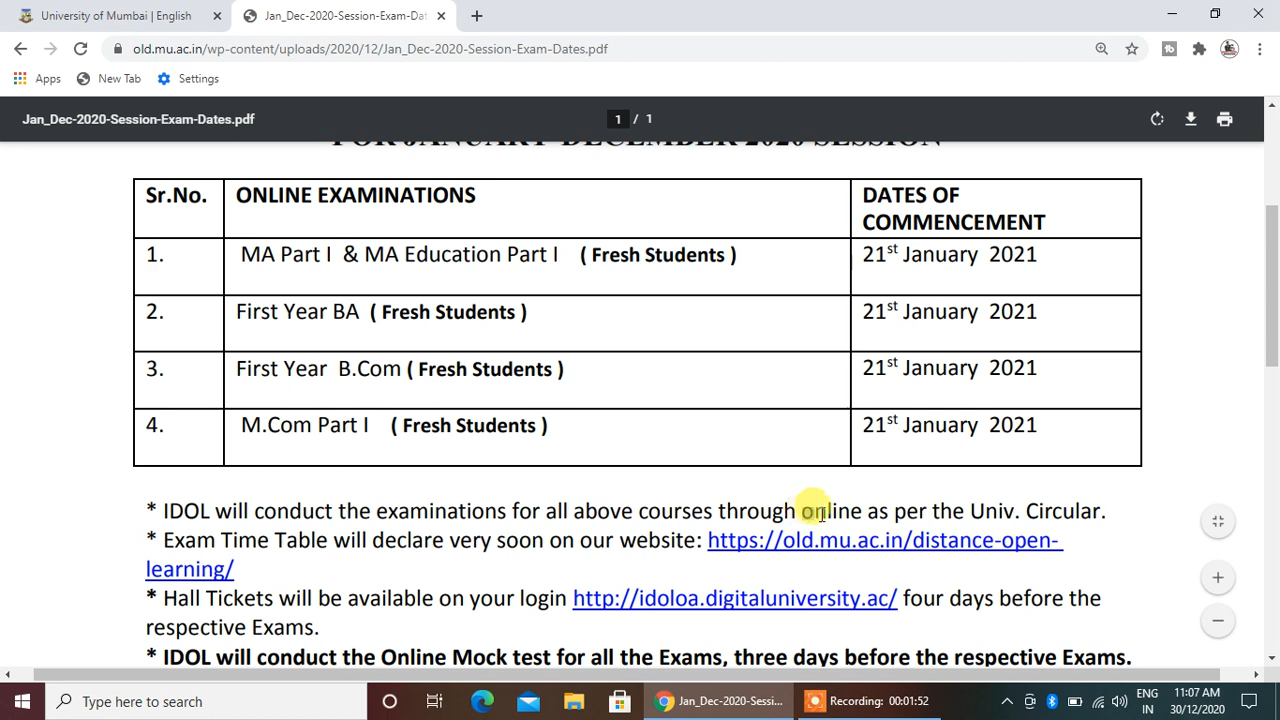 University of Mumbai | English
Jan_Dec-2020-Session-Exam-Dat
old.mu.ac.in/wp-content/uploads/2020/12/Jan_Dec-2020-Session-Exam-Dates.pdf
Apps New Tab Settings
Jan_Dec-2020-Session-Exam-Dates.pdf 1 / 1
FOR JANUARY DECEMBER 2020 SESSION
Sr.No. ONLINE EXAMINATIONS DATES OF COMMENCEMENT
1. MA Part I & MA Education Part I ( Fresh Students ) 21st January 2021
2. First Year BA ( Fresh Students ) 21st January 2021
3. First Year B.Com ( Fresh Students ) 21st January 2021
4. M.Com Part I ( Fresh Students ) 21st January 2021
* IDOL will conduct the examinations for all above courses through online as per the Univ. Circular.
* Exam Time Table will declare very soon on our website: https://old.mu.ac.in/distance-open-
learning/
* Hall Tickets will be available on your login http://idoloa.digitaluniversity.ac/ four days before the
respective Exams.
* IDOL will conduct the Online Mock test for all the Exams, three days before the respective Exams.
Type here to search
Jan_Dec-2020-Sessi...
Recording: 00:01:52
ENG
IN
11:07 AM
30/12/2020